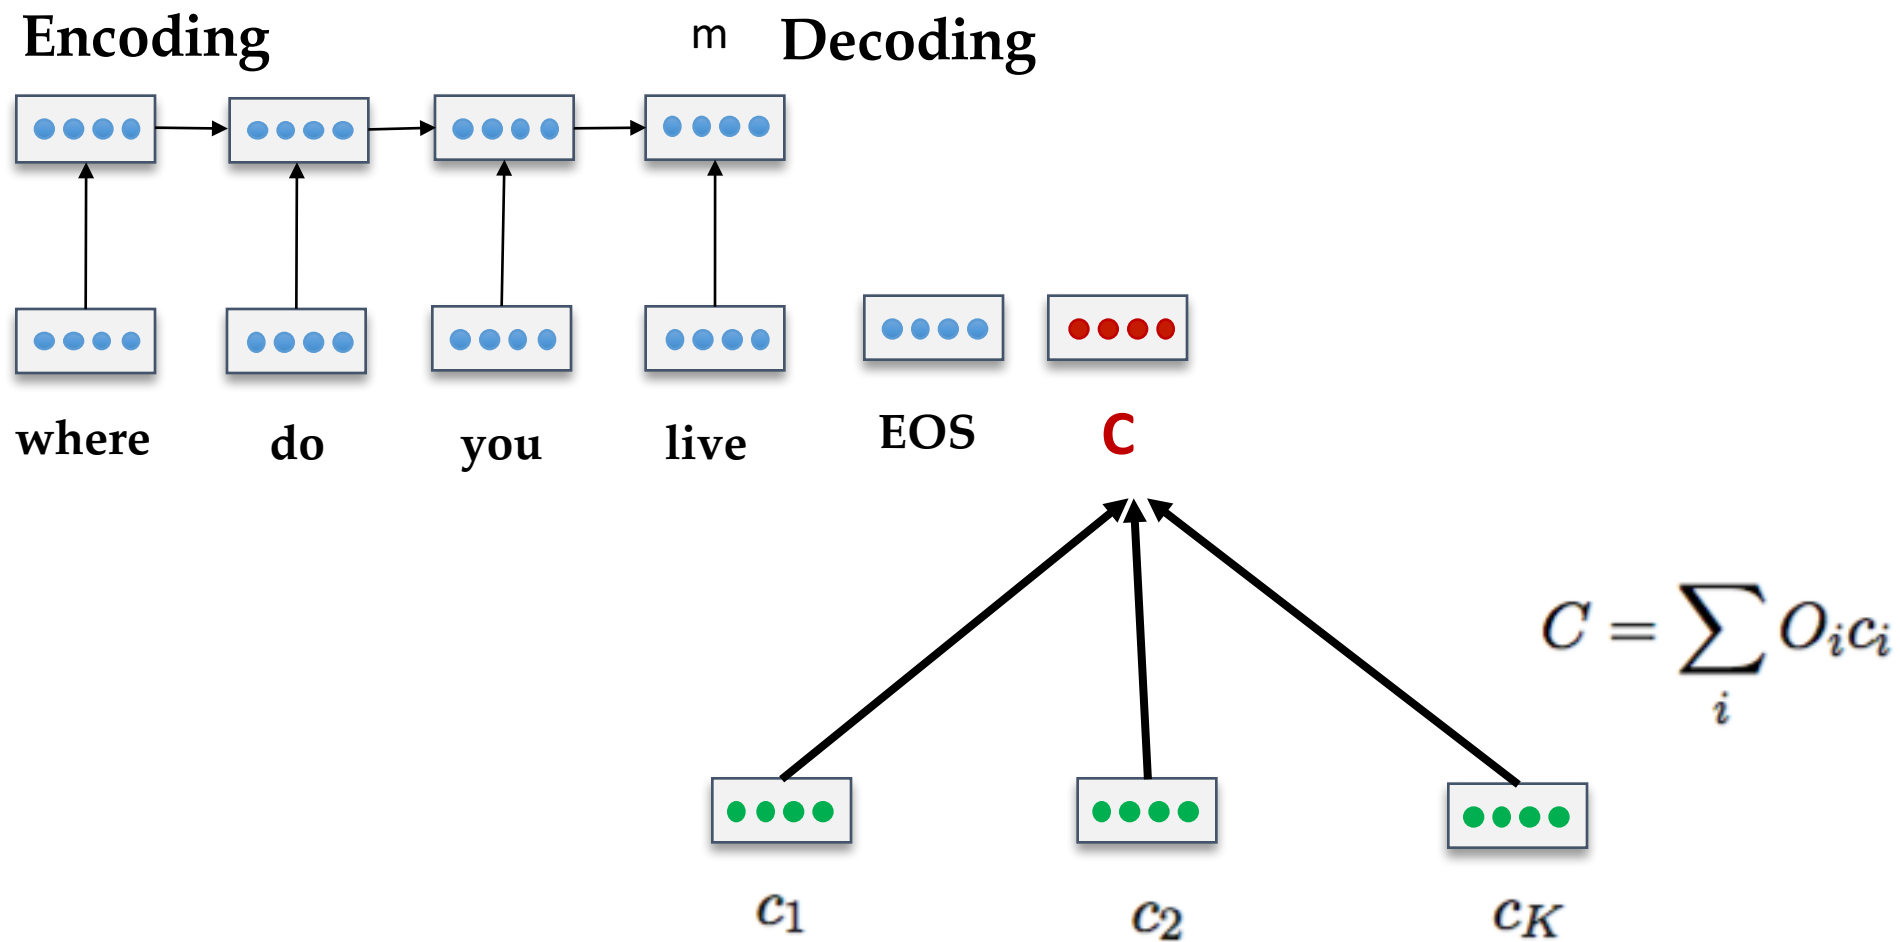 Encoding
m
Decoding
where
do
you
live
EOS
C
C = ∑_i O_i c_i
c_1
c_2
c_K